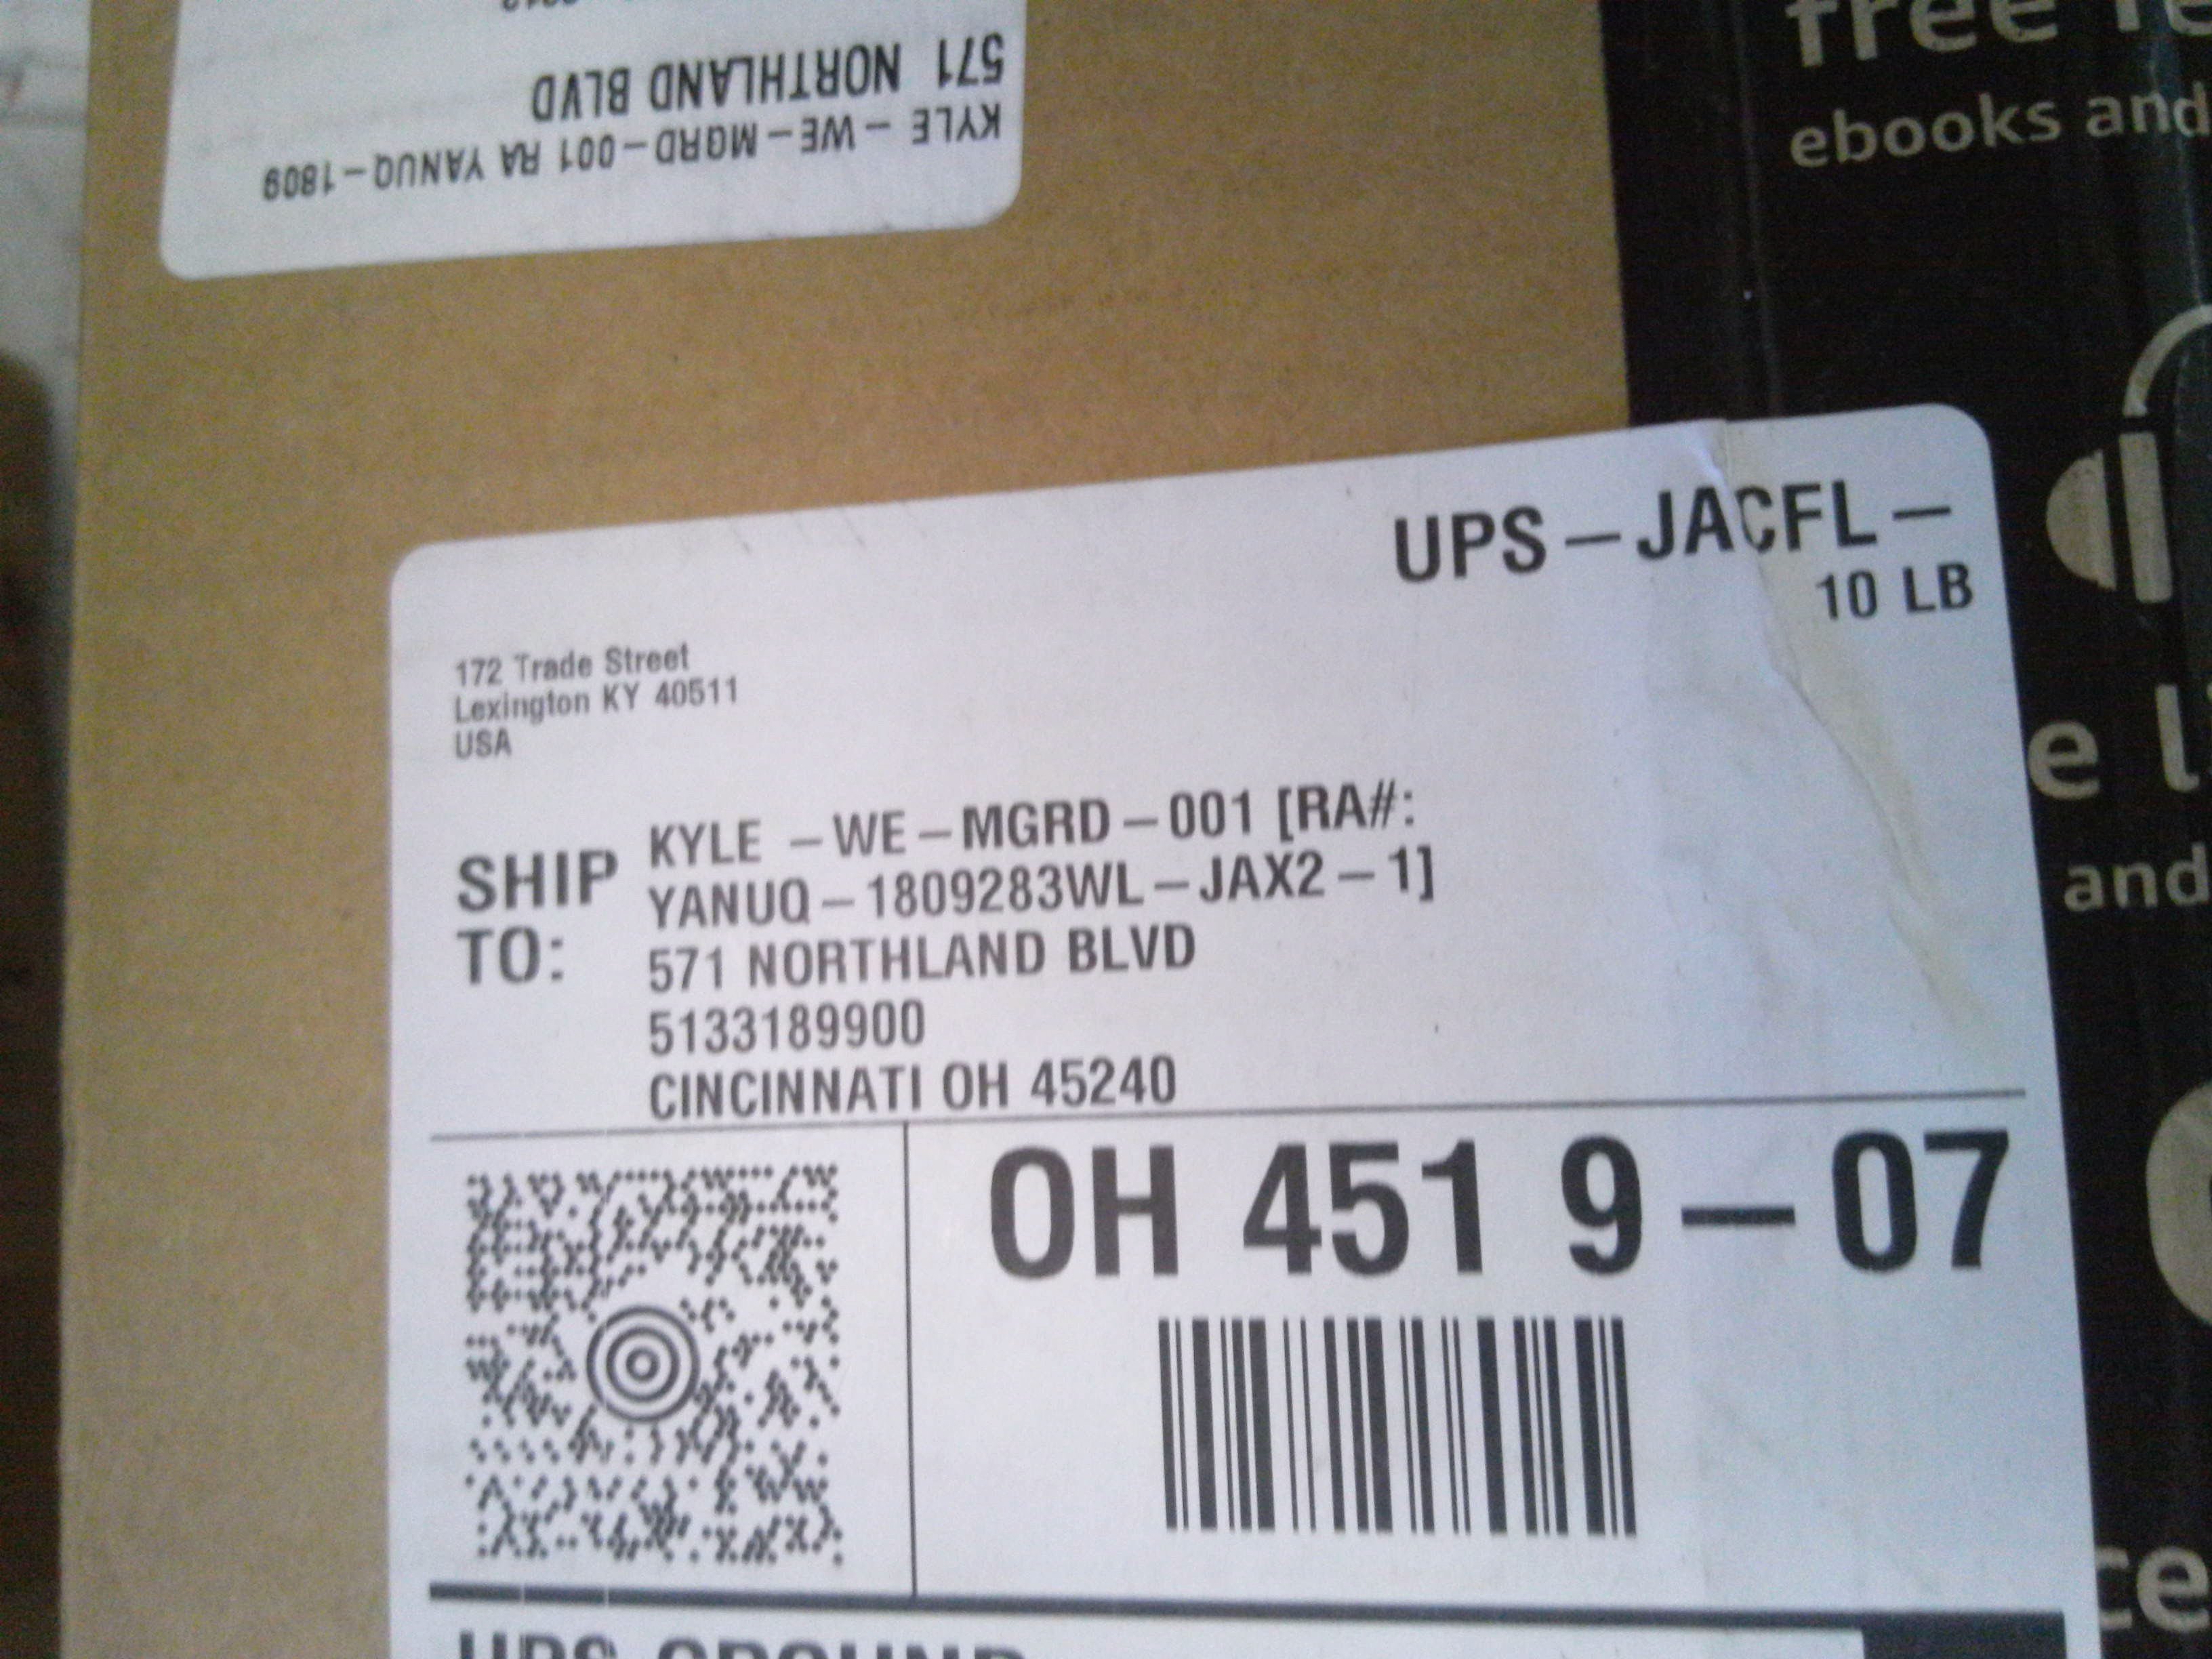 571 NORTHLAND BLVD
KYLE - WE - MGRD - 001 RA YANUQ - 1809
free
ebooks and
UPS - JACFL -
10 LB
172 Trade Street
Lexington KY 40511
USA
SHIP TO:
KYLE - WE - MGRD - 001 [RA#:
YANUQ - 1809283WL - JAX2 - 1]
571 NORTHLAND BLVD
5133189900
CINCINNATI OH 45240
OH 451 9 - 07
UPS GROUND
and